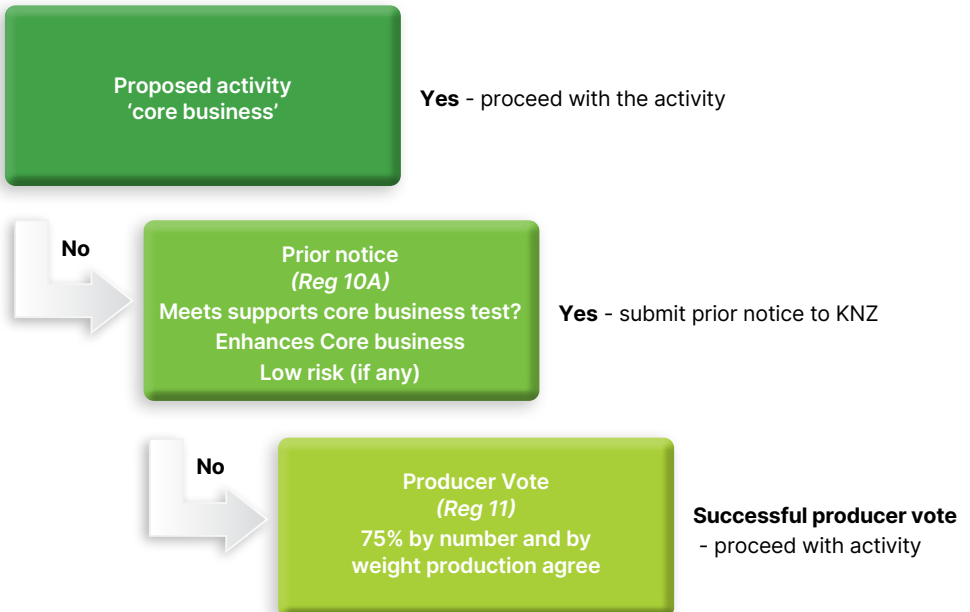 Proposed activity
‘core business’
Yes - proceed with the activity
No
Prior notice
(Reg 10A)
Meets supports core business test?
Enhances Core business
Low risk (if any)
Yes - submit prior notice to KNZ
No
Producer Vote
(Reg 11)
75% by number and by
weight production agree
Successful producer vote
- proceed with activity